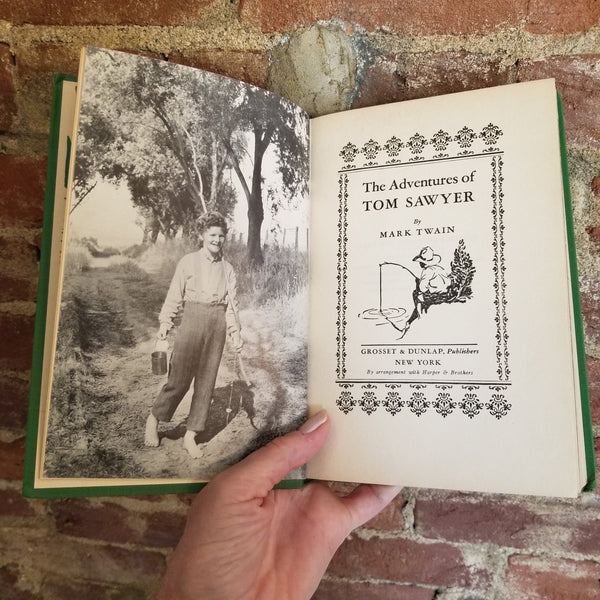 The Adventures of
TOM SAWYER
By
MARK TWAIN
GROSSET & DUNLAP, Publishers
NEW YORK
By arrangement with Harper & Brothers